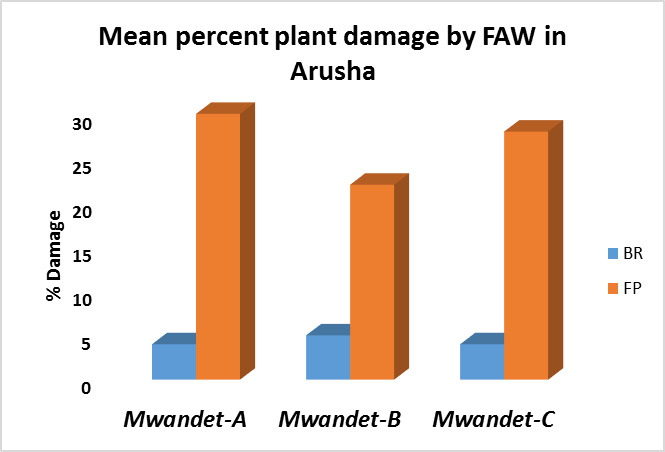 Mean percent plant damage by FAW in
Arusha
30
25
20
15
10
5
0
% Damage
Mwandet-A
Mwandet-B
Mwandet-C
BR
FP